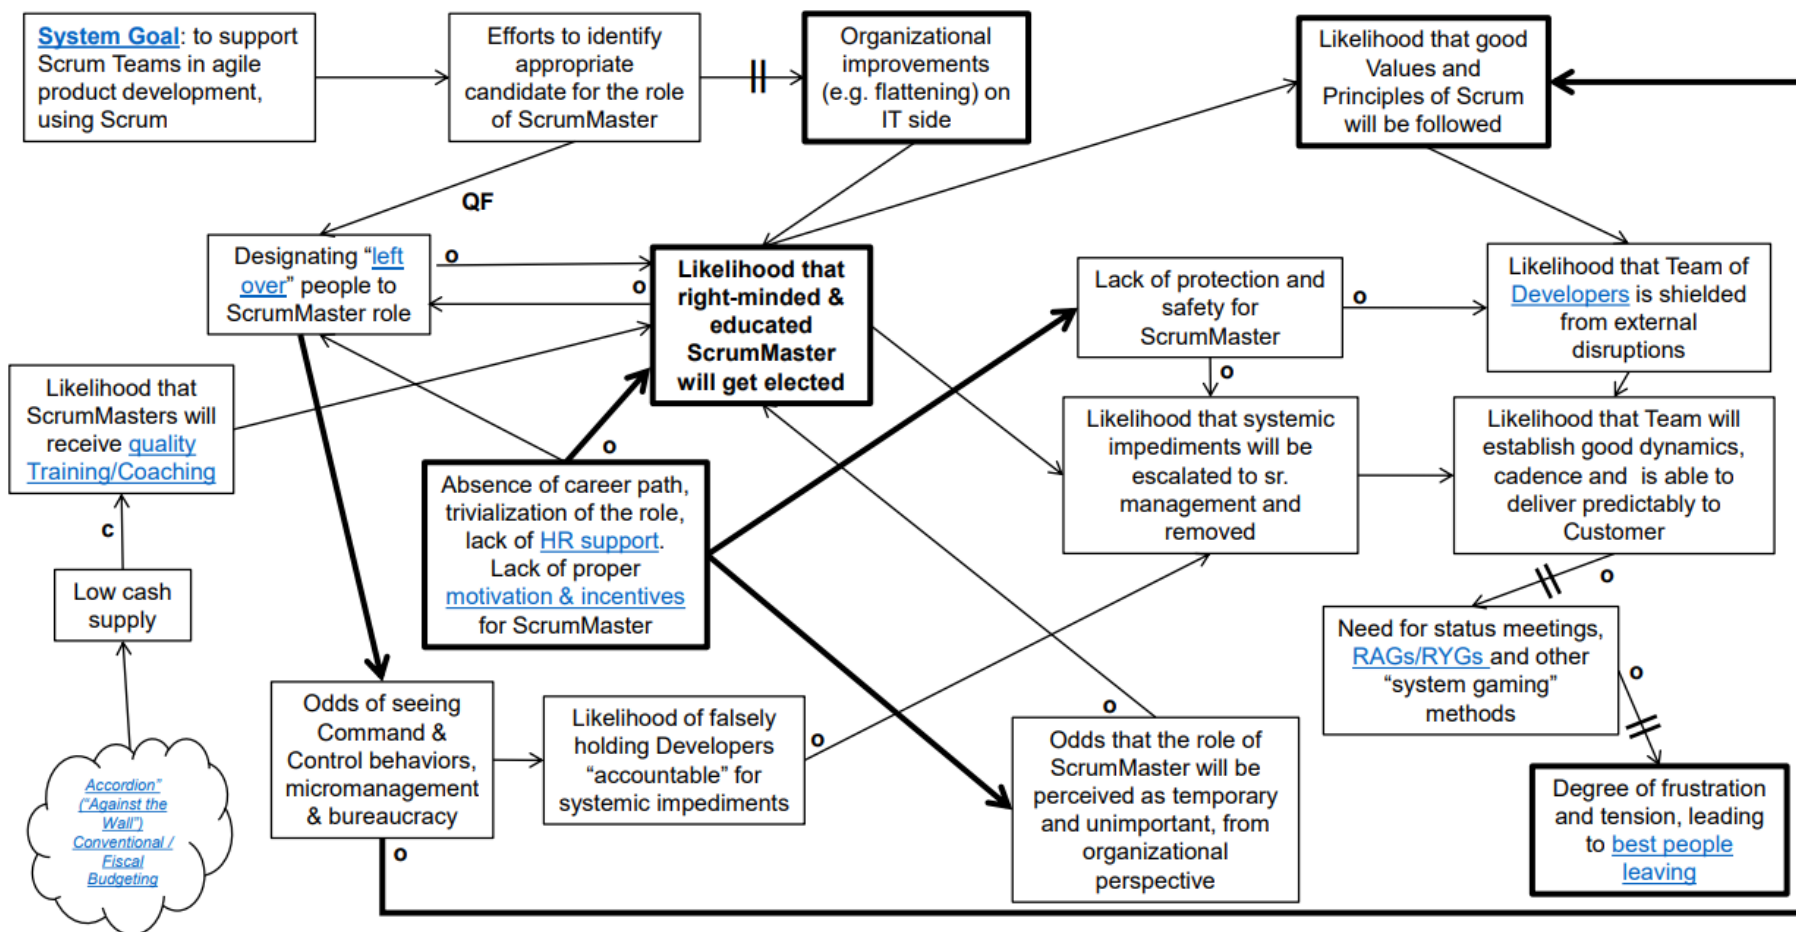 System Goal: to support
Scrum Teams in agile
product development,
using Scrum
Efforts to identify
appropriate
candidate for the role
of ScrumMaster
Organizational
improvements
(e.g. flattening) on
IT side
Likelihood that good
Values and
Principles of Scrum
will be followed
QF
Designating “left
over” people to
ScrumMaster role
o
o
Likelihood that
right-minded &
educated
ScrumMaster
will get elected
Lack of protection and
safety for
ScrumMaster
o
o
Likelihood that Team of
Developers is shielded
from external
disruptions
Likelihood that
ScrumMasters will
receive quality
Training/Coaching
c
Low cash
supply
Accordion”
(“Against the
Wall”)
Conventional /
Fiscal
Budgeting
o
Absence of career path,
trivialization of the role,
lack of HR support.
Lack of proper
motivation & incentives
for ScrumMaster
Likelihood that systemic
impediments will be
escalated to sr.
management and
removed
Likelihood that Team will
establish good dynamics,
cadence and is able to
deliver predictably to
Customer
o
Need for status meetings,
RAGs/RYGs and other
“system gaming”
methods
o
Odds of seeing
Command &
Control behaviors,
micromanagement
& bureaucracy
o
Likelihood of falsely
holding Developers
“accountable” for
systemic impediments
o
o
Odds that the role of
ScrumMaster will be
perceived as temporary
and unimportant, from
organizational
perspective
Degree of frustration
and tension, leading
to best people
leaving